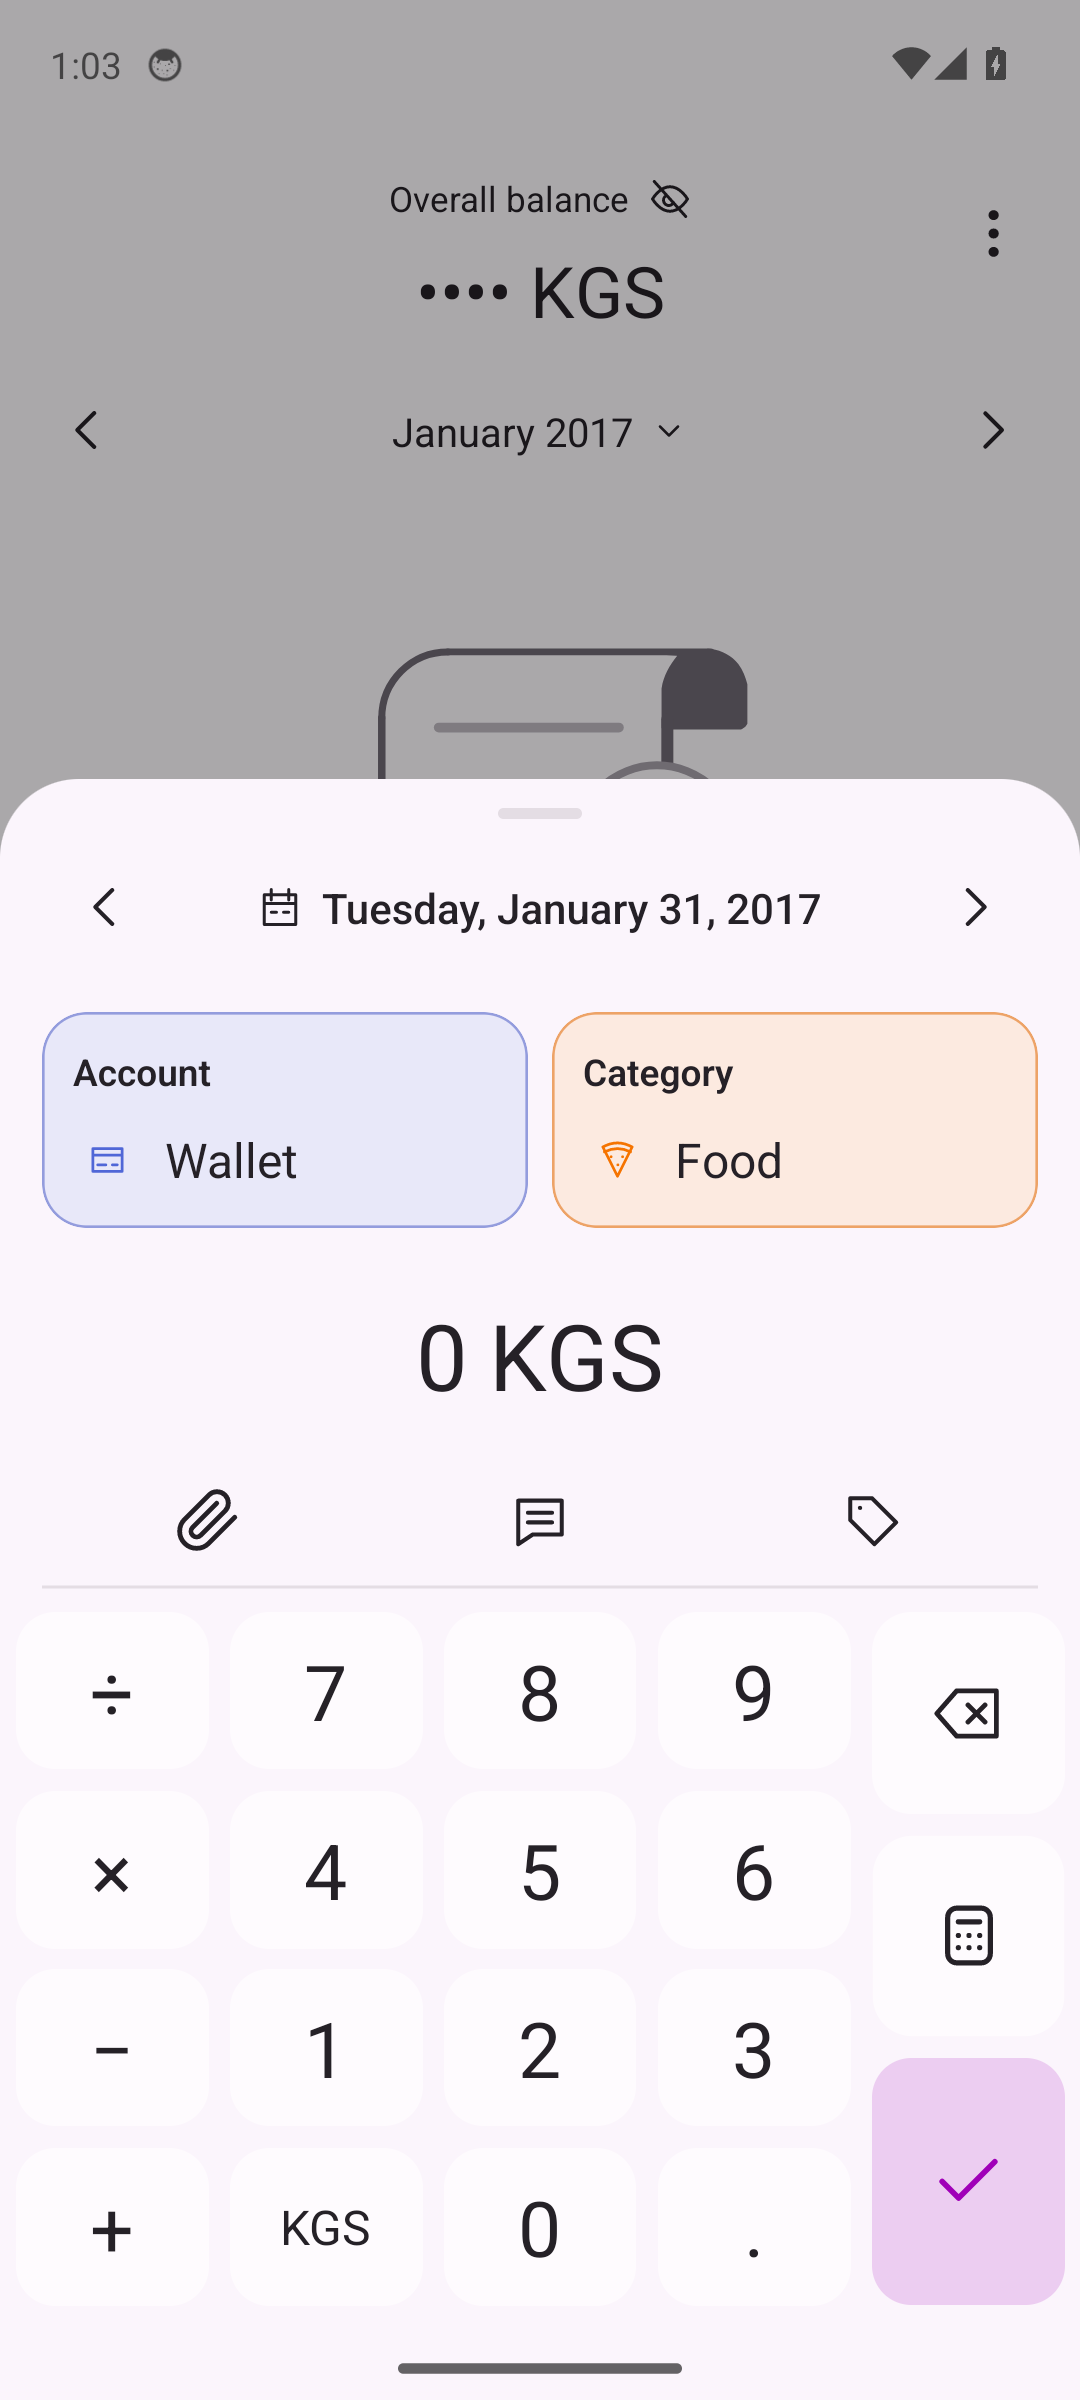 1:03
Overall balance
•••• KGS
January 2017
Tuesday, January 31, 2017
Account
Wallet
Category
Food
0 KGS
÷ 7 8 9
× 4 5 6
− 1 2 3
+ KGS 0 .